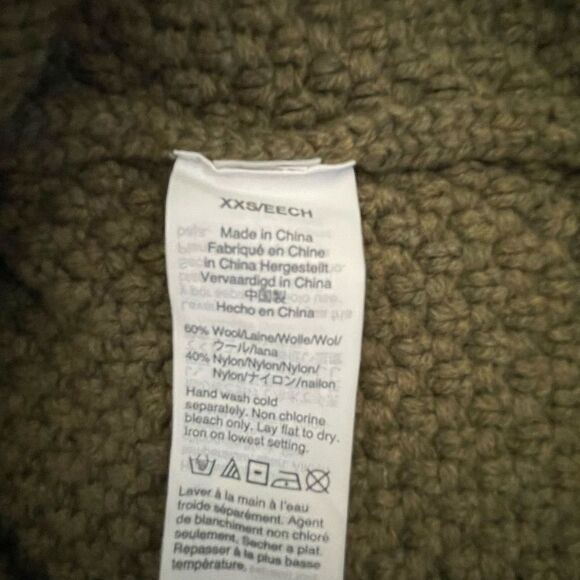 XXS/EECH
Made in China
Fabriqué en Chine
in China Hergestellt
Vervaardigd in China
中国製
Hecho en China
60% Wool/Laine/Wolle/Wol/
ウール/lana
40% Nylon/Nylon/Nylon/
Nylon/ナイロン/nailon
Hand wash cold
separately. Non chlorine
bleach only. Lay flat to dry.
Iron on lowest setting.
Laver à la main à l'eau
froide séparément. Agent
de blanchiment non chloré
seulement. Secher a plat.
Repasser à la plus basse
température.